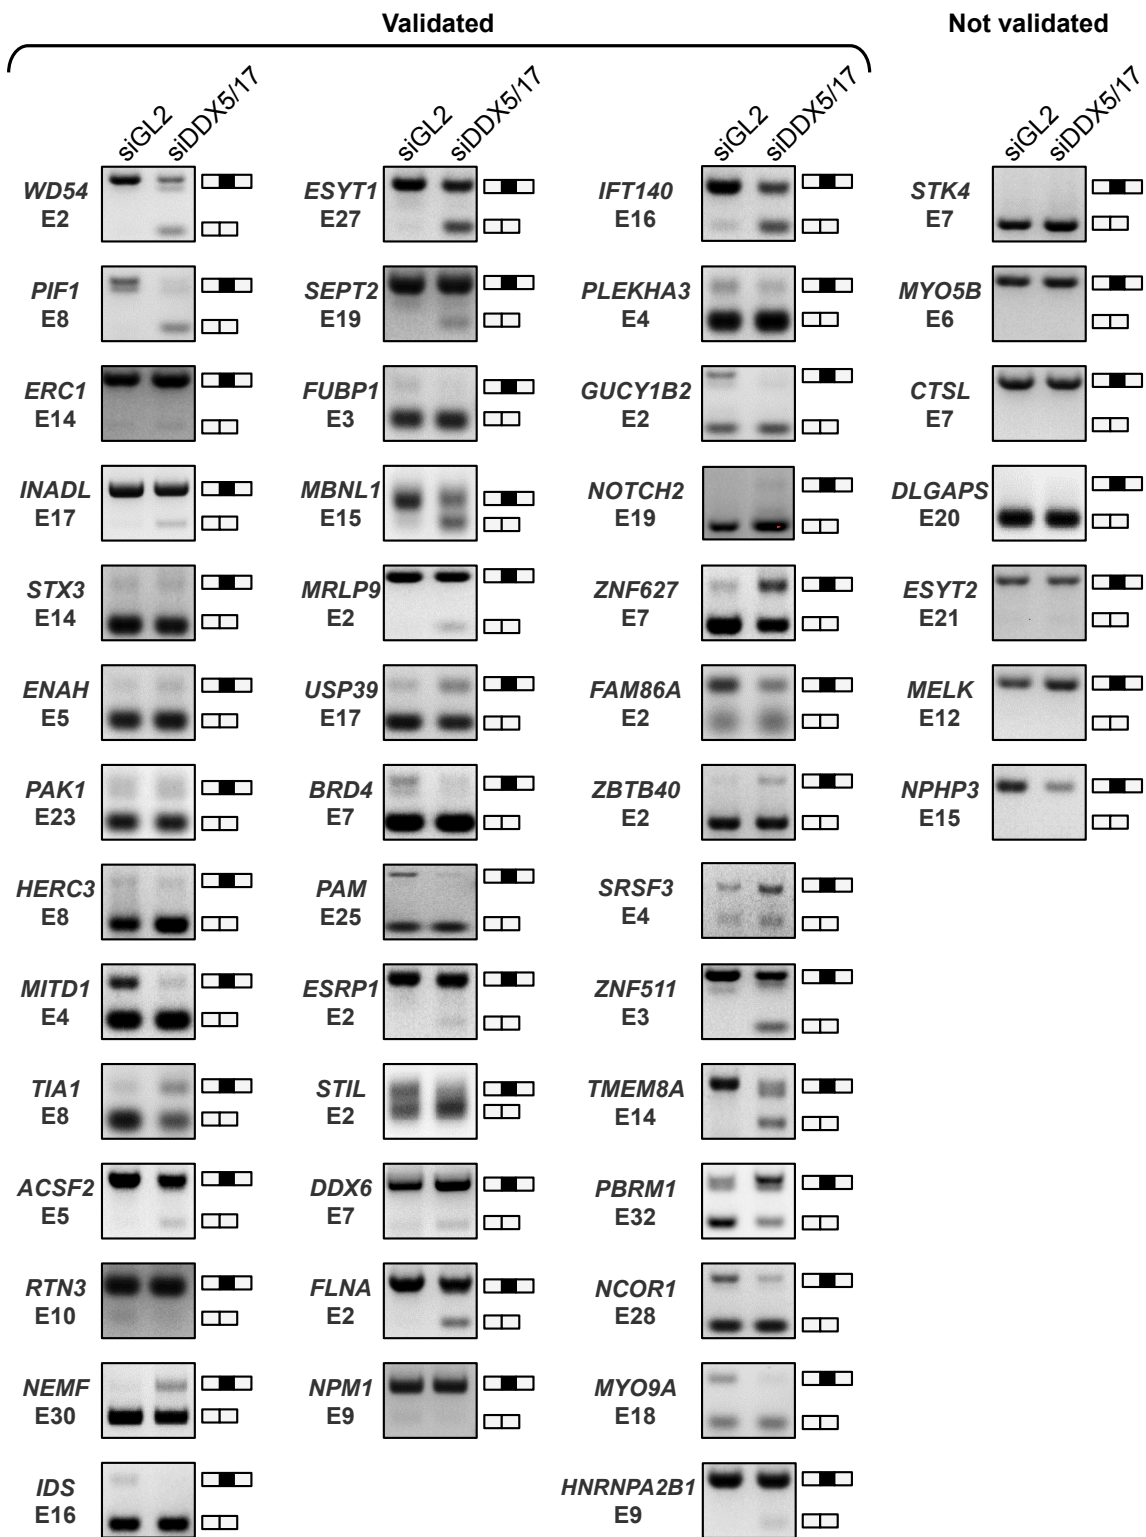 Validated
Not validated
siGL2
siDDX5/17
siGL2
siDDX5/17
siGL2
siDDX5/17
siGL2
siDDX5/17
WD54
E2
ESYT1
E27
IFT140
E16
STK4
E7
PIF1
E8
SEPT2
E19
PLEKHA3
E4
MYO5B
E6
ERC1
E14
FUBP1
E3
GUCY1B2
E2
CTSL
E7
INADL
E17
MBNL1
E15
NOTCH2
E19
DLGAPS
E20
STX3
E14
MRLP9
E2
ZNF627
E7
ESYT2
E21
ENAH
E5
USP39
E17
FAM86A
E2
MELK
E12
PAK1
E23
BRD4
E7
ZBTB40
E2
NPHP3
E15
HERC3
E8
PAM
E25
SRSF3
E4
MITD1
E4
ESRP1
E2
ZNF511
E3
TIA1
E8
STIL
E2
TMEM8A
E14
ACSF2
E5
DDX6
E7
PBRM1
E32
RTN3
E10
FLNA
E2
NCOR1
E28
NEMF
E30
NPM1
E9
MYO9A
E18
IDS
E16
HNRNPA2B1
E9